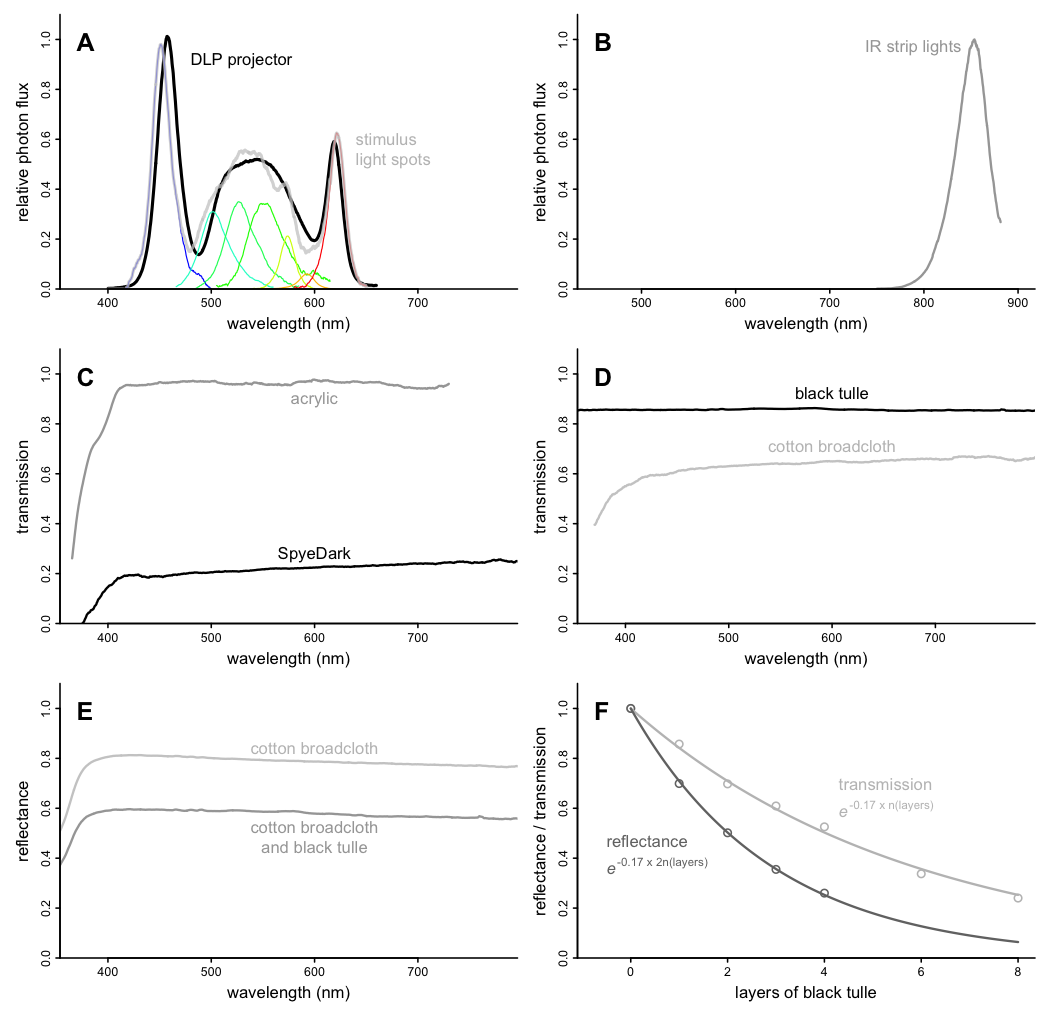 A
DLP projector
stimulus
light spots
relative photon flux
0.0 0.2 0.4 0.6 0.8 1.0
400 500 600 700
wavelength (nm)
B
IR strip lights
relative photon flux
0.0 0.2 0.4 0.6 0.8 1.0
500 600 700 800 900
wavelength (nm)
C
acrylic
SpyeDark
transmission
0.0 0.2 0.4 0.6 0.8 1.0
400 500 600 700
wavelength (nm)
D
black tulle
cotton broadcloth
transmission
0.0 0.2 0.4 0.6 0.8 1.0
400 500 600 700
wavelength (nm)
E
cotton broadcloth
cotton broadcloth
and black tulle
reflectance
0.0 0.2 0.4 0.6 0.8 1.0
400 500 600 700
wavelength (nm)
F
transmission
e-0.17 x n(layers)
reflectance
e-0.17 x 2n(layers)
reflectance / transmission
0.0 0.2 0.4 0.6 0.8 1.0
0 2 4 6 8
layers of black tulle